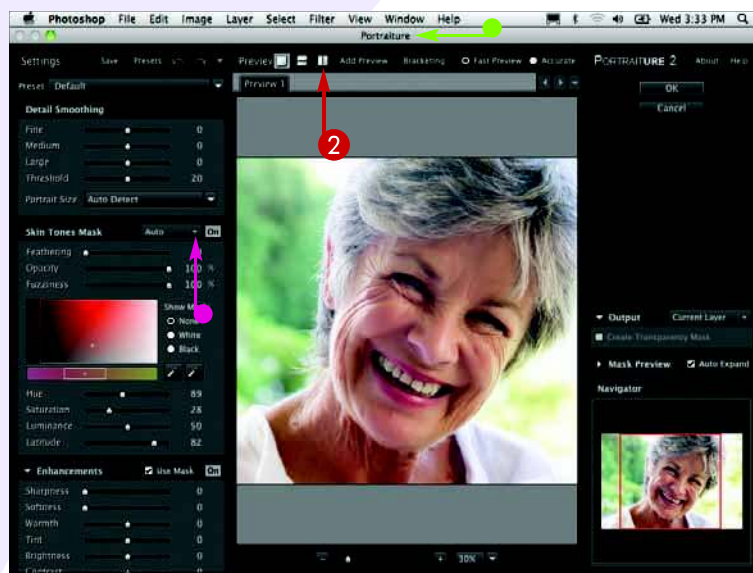 Photoshop File Edit Image Layer Select Filter View Window Help Wed 3:33 PM
Portraiture
Settings Save Presets
Preview Add Preview Bracketing Fast Preview Accurate
PORTRAITURE 2 About Help
Preset Default
Preview 1
OK
Cancel
Detail Smoothing
Fine 0
Medium 0
Large 0
Threshold 20
Portrait Size Auto Detect
2
Skin Tones Mask Auto On
Feathering
Opacity 100 %
Fuzziness 100 %
Show
None
White
Black
Hue 89
Saturation 28
Luminance 50
Latitude 82
Enhancements Use Mask On
Sharpness 0
Softness 0
Warmth 0
Tint 0
Brightness 0
Contrast
30%
Output Current Layer
Create Transparency Mask
Mask Preview Auto Expand
Navigator